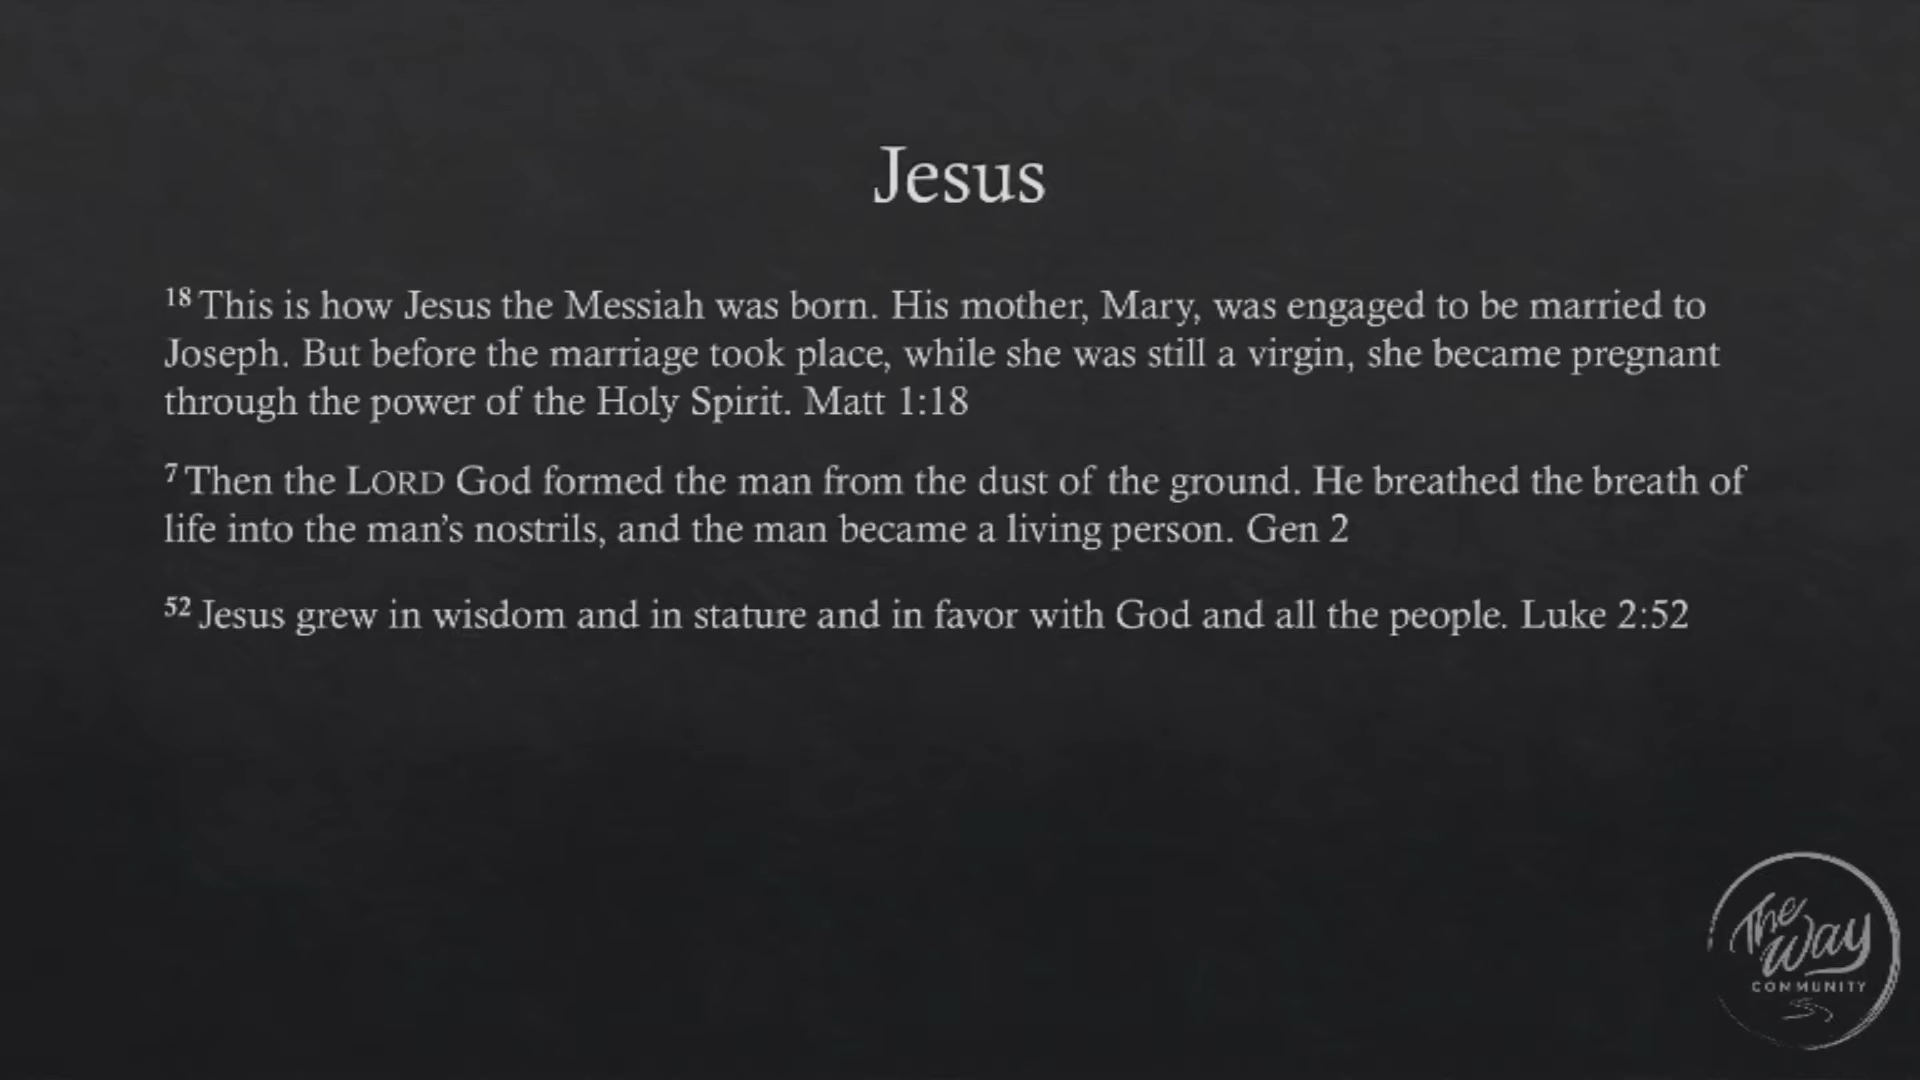 Jesus
18 This is how Jesus the Messiah was born. His mother, Mary, was engaged to be married to
Joseph. But before the marriage took place, while she was still a virgin, she became pregnant
through the power of the Holy Spirit. Matt 1:18
7 Then the LORD God formed the man from the dust of the ground. He breathed the breath of
life into the man’s nostrils, and the man became a living person. Gen 2
52 Jesus grew in wisdom and in stature and in favor with God and all the people. Luke 2:52
The
Way
COMMUNITY